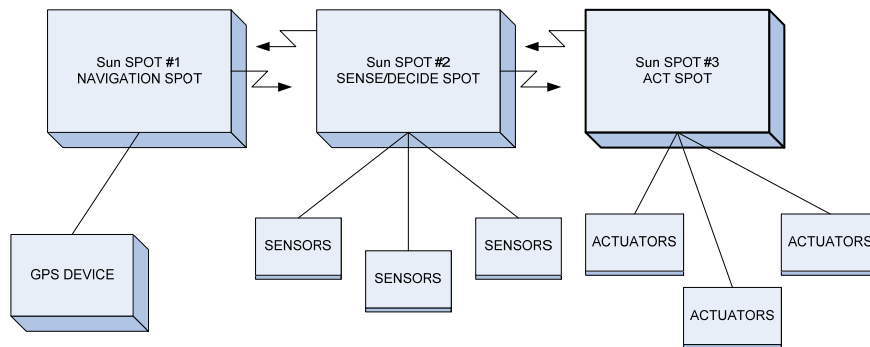 Sun SPOT #1
NAVIGATION SPOT
Sun SPOT #2
SENSE/DECIDE SPOT
Sun SPOT #3
ACT SPOT
GPS DEVICE
SENSORS
SENSORS
SENSORS
ACTUATORS
ACTUATORS
ACTUATORS